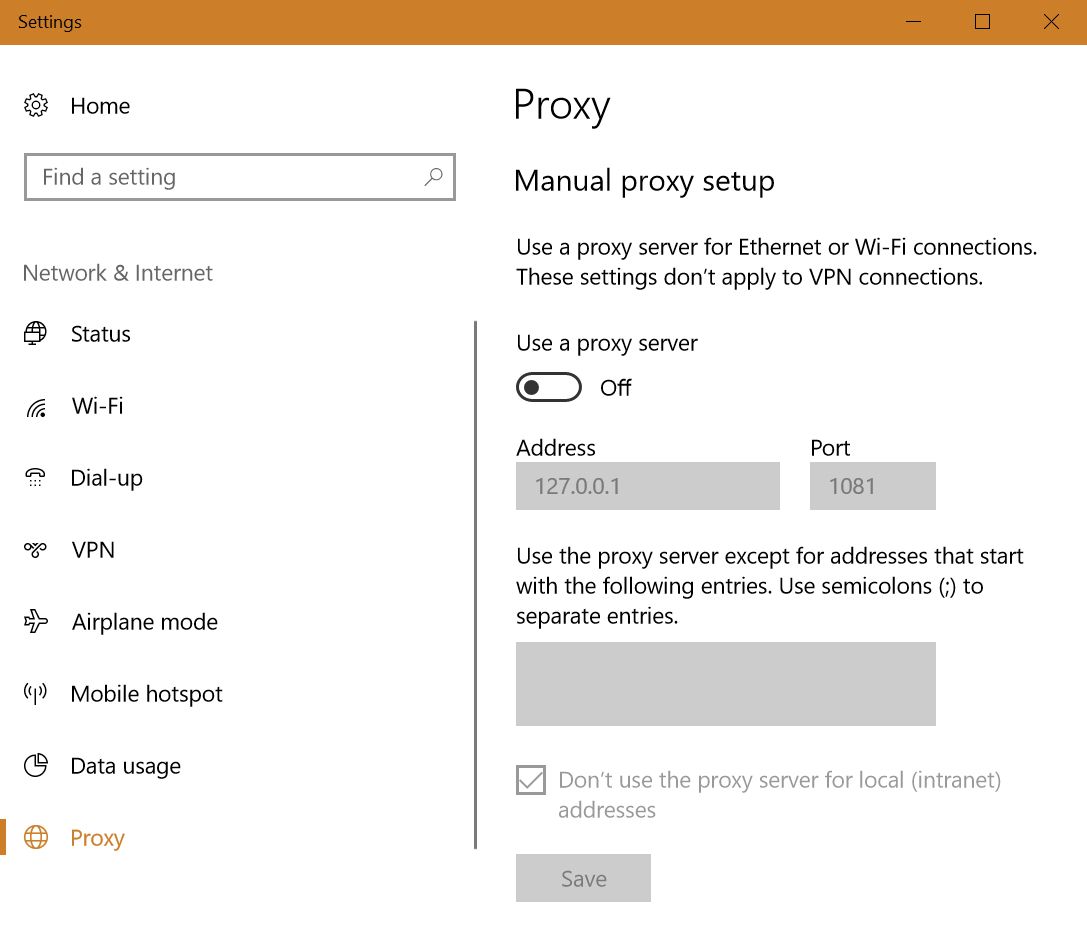 Settings
Home
Find a setting
Network & Internet
Status
Wi-Fi
Dial-up
VPN
Airplane mode
Mobile hotspot
Data usage
Proxy
Proxy
Manual proxy setup
Use a proxy server for Ethernet or Wi-Fi connections.
These settings don’t apply to VPN connections.
Use a proxy server
Off
Address
Port
127.0.0.1
1081
Use the proxy server except for addresses that start
with the following entries. Use semicolons (;) to
separate entries.
Don’t use the proxy server for local (intranet)
addresses
Save